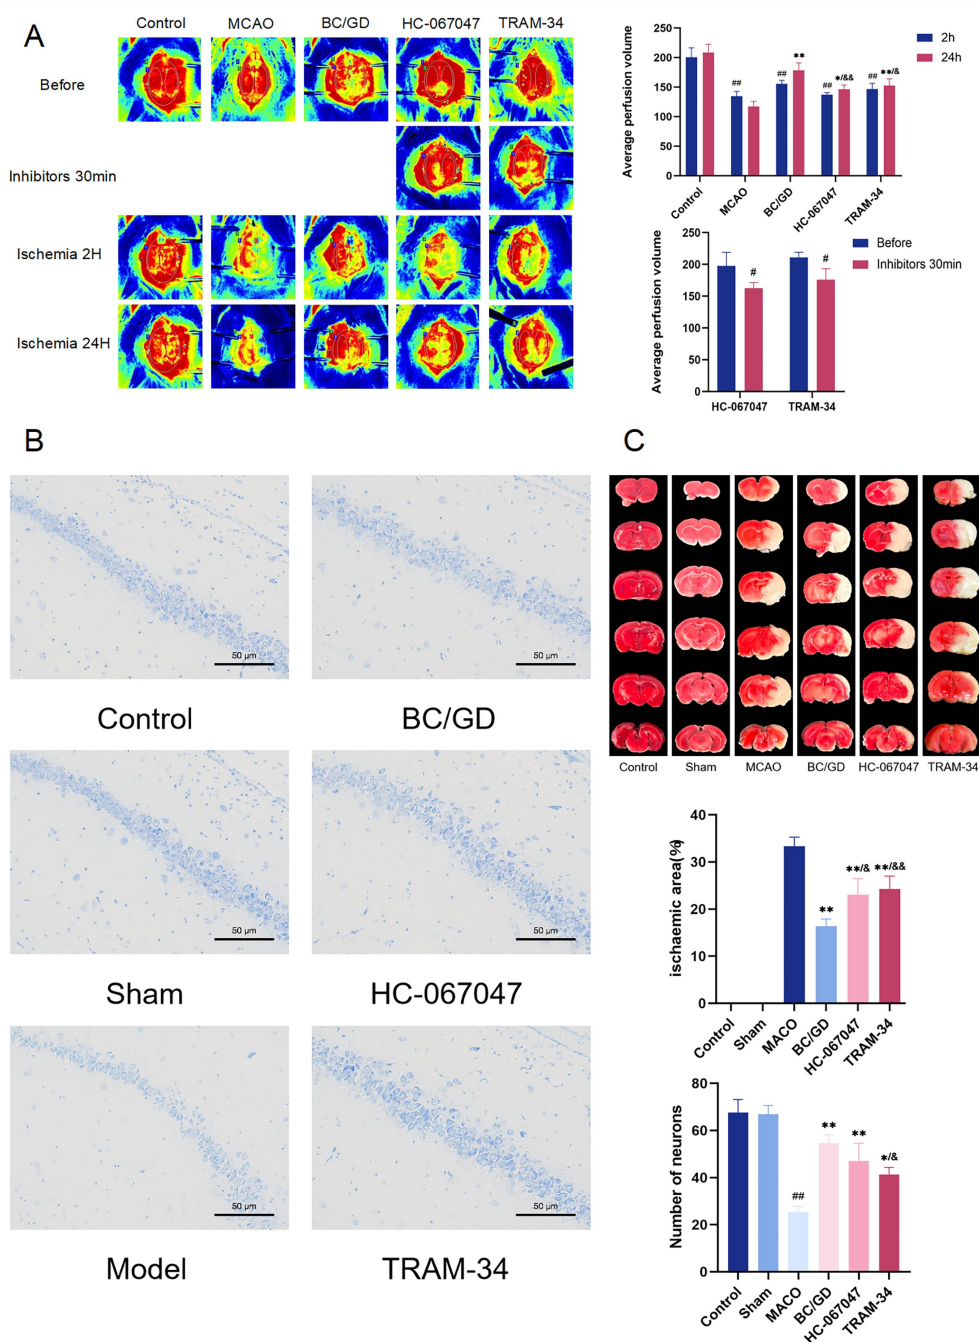 A
Control
MCAO
BC/GD
HC-067047
TRAM-34
Before
Inhibitors 30min
Ischemia 2H
Ischemia 24H
Average perfusion volume
250
200
150
100
50
0
##
##
**
##
*/&&
##
**/&
2h
24h
Control
MCAO
BC/GD
HC-067047
TRAM-34
Average perfusion volume
250
200
150
100
50
0
#
#
Before
Inhibitors 30min
HC-067047
TRAM-34
B
50 µm
50 µm
Control
BC/GD
50 µm
50 µm
Sham
HC-067047
50 µm
50 µm
Model
TRAM-34
C
Control
Sham
MCAO
BC/GD
HC-067047
TRAM-34
ischaemic area(%)
40
30
20
10
0
**
**/&
**/&&
Control
Sham
MACO
BC/GD
HC-067047
TRAM-34
Number of neurons
80
60
40
20
0
##
**
**
*/&
Control
Sham
MACO
BC/GD
HC-067047
TRAM-34